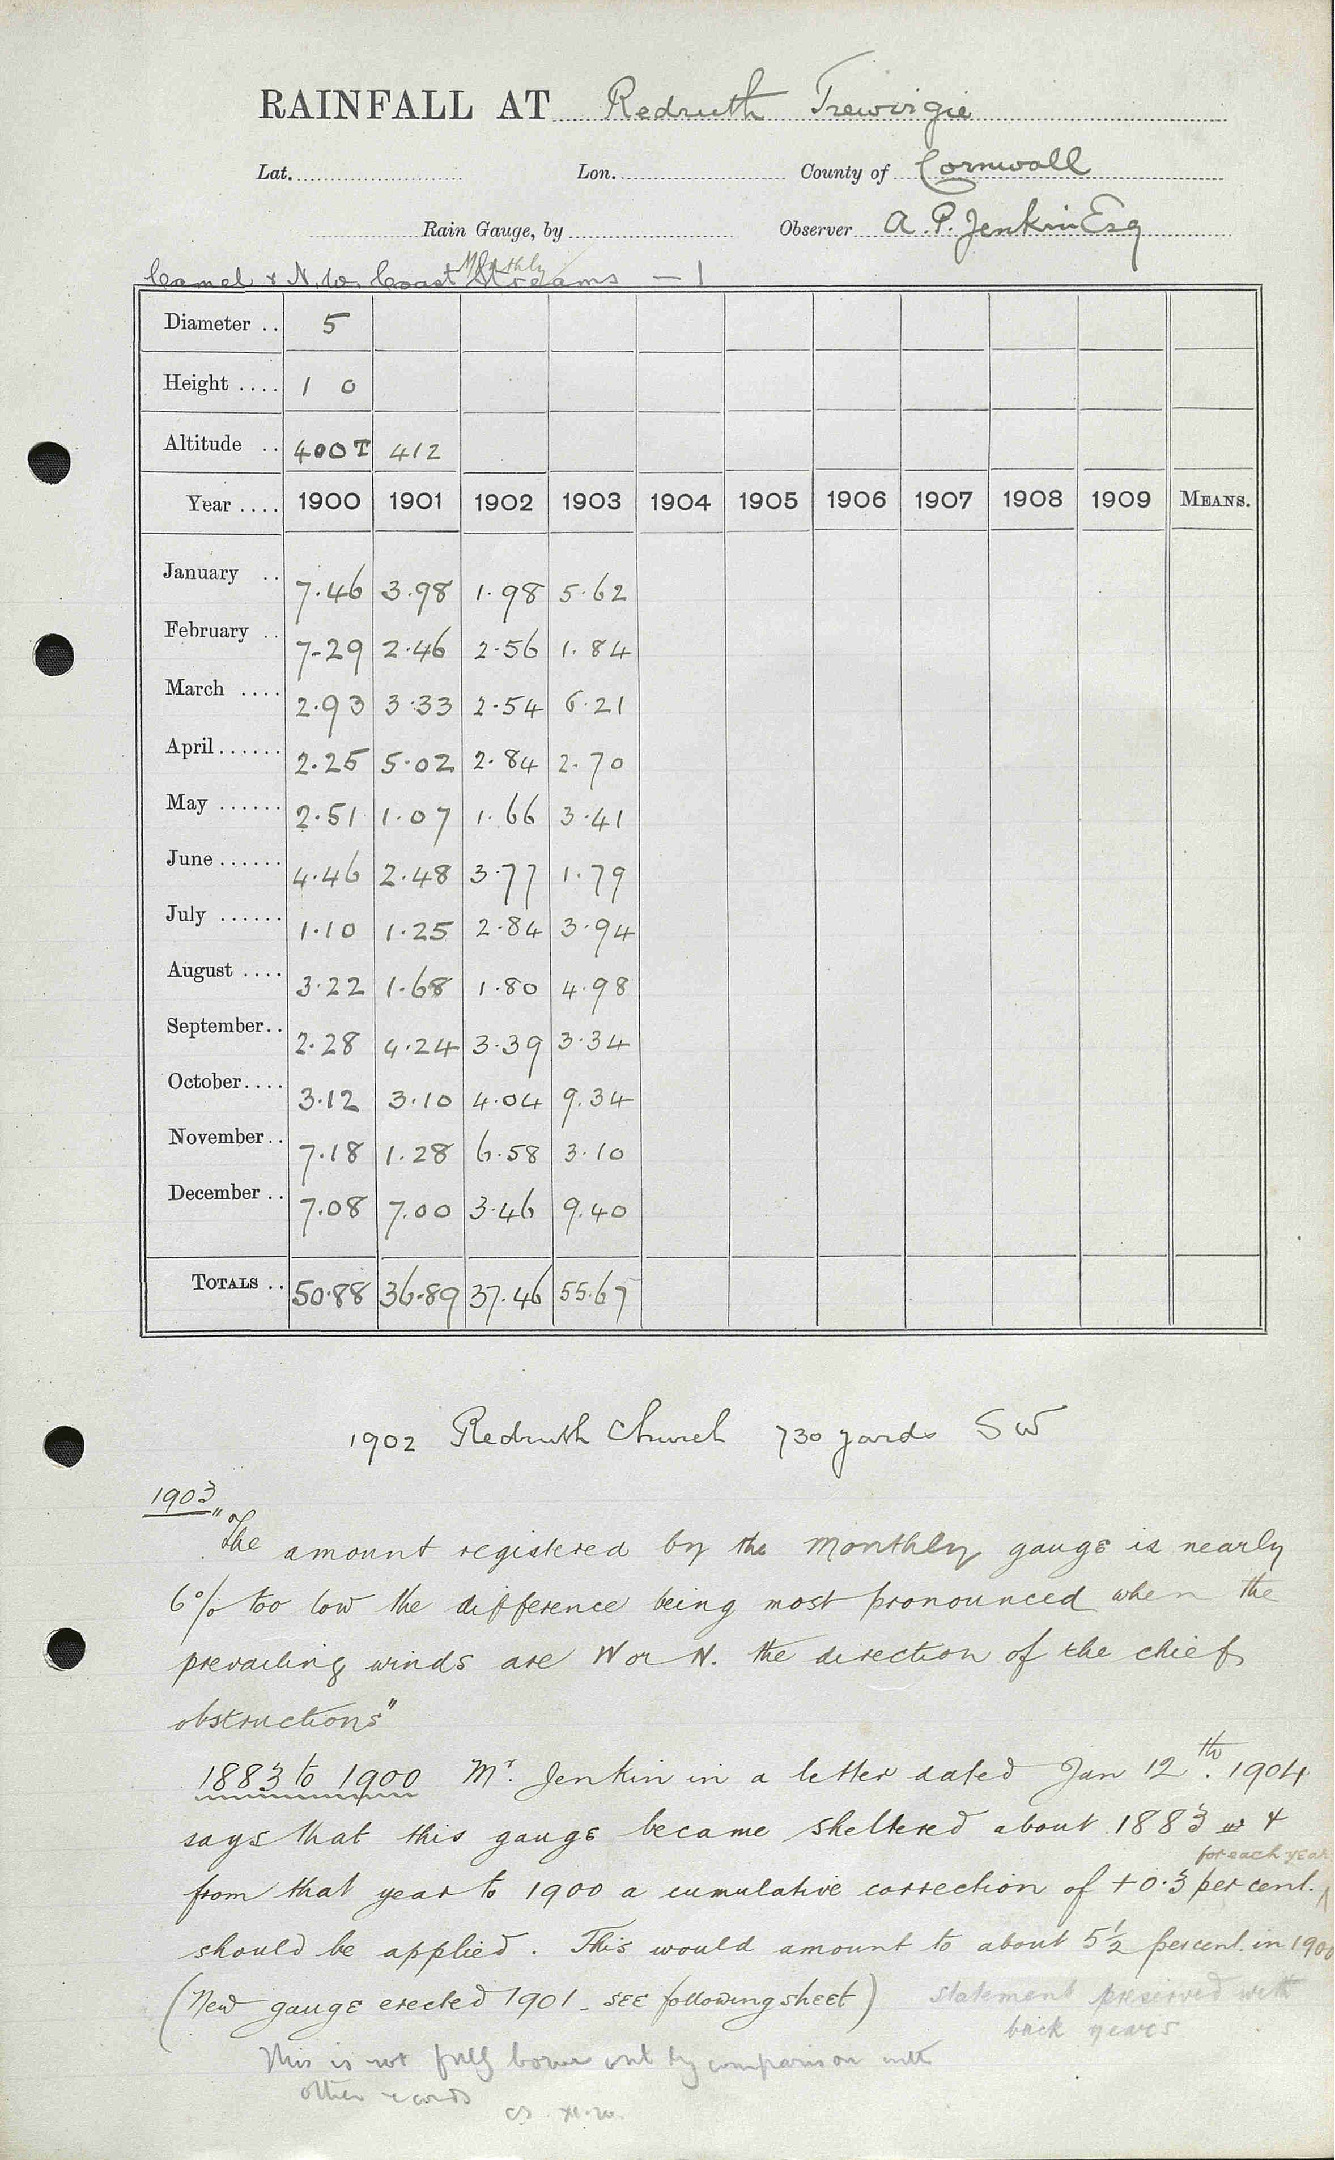 RAINFALL AT Redruth Trewirgie
Lat. Lon. County of Cornwall
Rain Gauge, by Observer A. P. Jenkin Esq
Monthly
Camel & N.W. Coast Streams — 1
Diameter .. 5
Height .... 1 0
Altitude .. 400T 412
Year .... 1900 1901 1902 1903 1904 1905 1906 1907 1908 1909 MEANS.
January .. 7.46 3.98 1.98 5.62
February .. 7.29 2.46 2.56 1.84
March .... 2.93 3.33 2.54 6.21
April ...... 2.25 5.02 2.84 2.70
May ...... 2.51 1.07 1.66 3.41
June ...... 4.46 2.48 3.77 1.79
July ...... 1.10 1.25 2.84 3.94
August .... 3.22 1.68 1.80 4.98
September .. 2.28 4.24 3.39 3.34
October .... 3.12 3.10 4.04 9.34
November .. 7.18 1.28 6.58 3.10
December .. 7.08 7.00 3.46 9.40
TOTALS .. 50.88 36.89 37.46 55.67
1902 Redruth Church 730 yards SW
1903
"The amount registered by the monthly gauge is nearly
6% too low the difference being most pronounced when the
prevailing winds are W or N. the direction of the chief
obstructions"
1883 to 1900 Mr. Jenkin in a letter dated Jan 12th. 1904
says that this gauge became sheltered about 1883 &
for each year
from that year to 1900 a cumulative correction of +0.3 per cent.
should be applied. This would amount to about 5½ percent. in 1900
(New gauge erected 1901 - see following sheet) statement preserved with
back years
This is not fully borne out by comparison with
other records